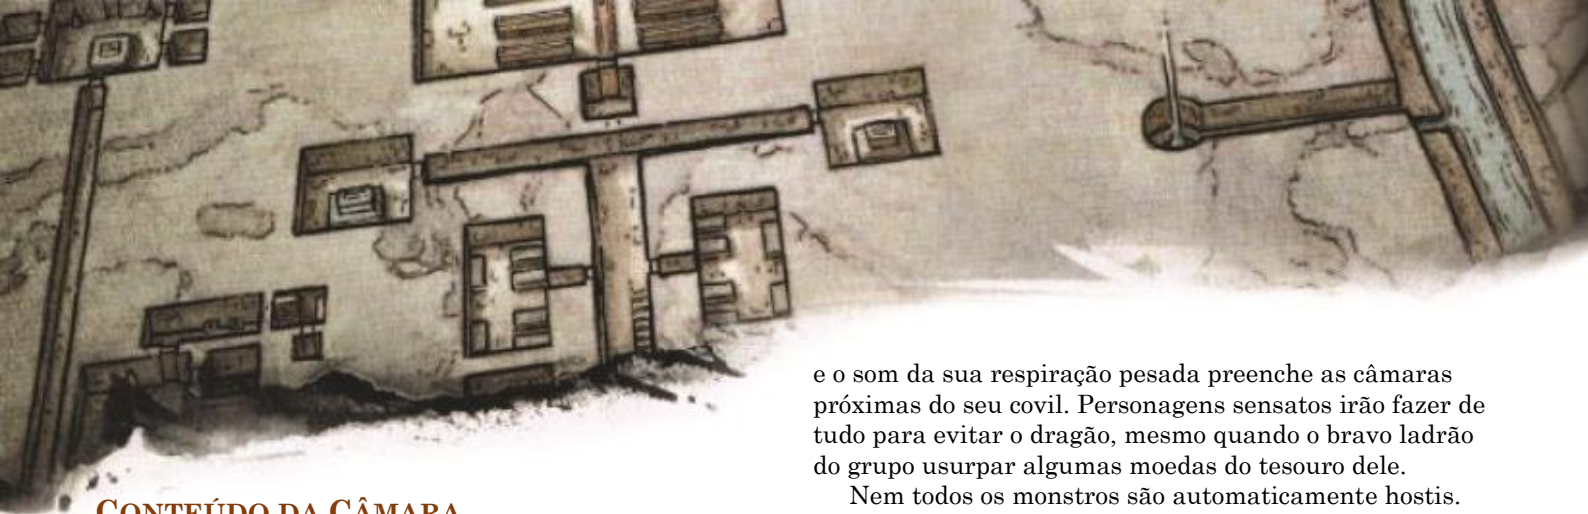 CONTEÚDO DA CÂMARA
e o som da sua respiração pesada preenche as câmaras
próximas do seu covil. Personagens sensatos irão fazer de
tudo para evitar o dragão, mesmo quando o bravo ladrão
do grupo usurpar algumas moedas do tesouro dele.
Nem todos os monstros são automaticamente hostis.